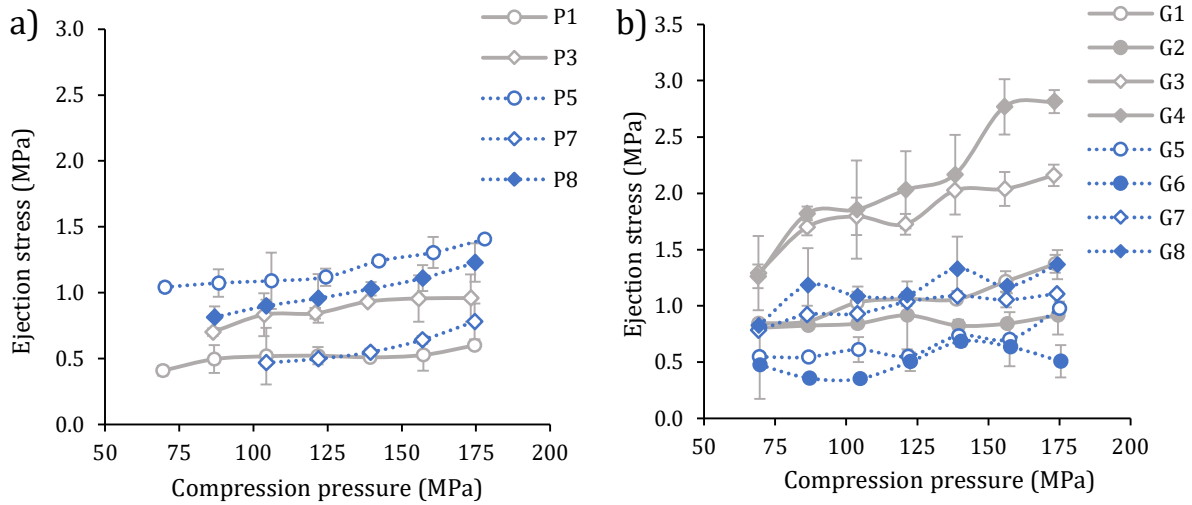 a)
3.0
2.5
2.0
1.5
1.0
0.5
0.0
50 75 100 125 150 175 200
Ejection stress (MPa)
Compression pressure (MPa)
P1
P3
P5
P7
P8
b)
3.5
3.0
2.5
2.0
1.5
1.0
0.5
0.0
50 75 100 125 150 175 200
Ejection stress (MPa)
Compression pressure (MPa)
G1
G2
G3
G4
G5
G6
G7
G8